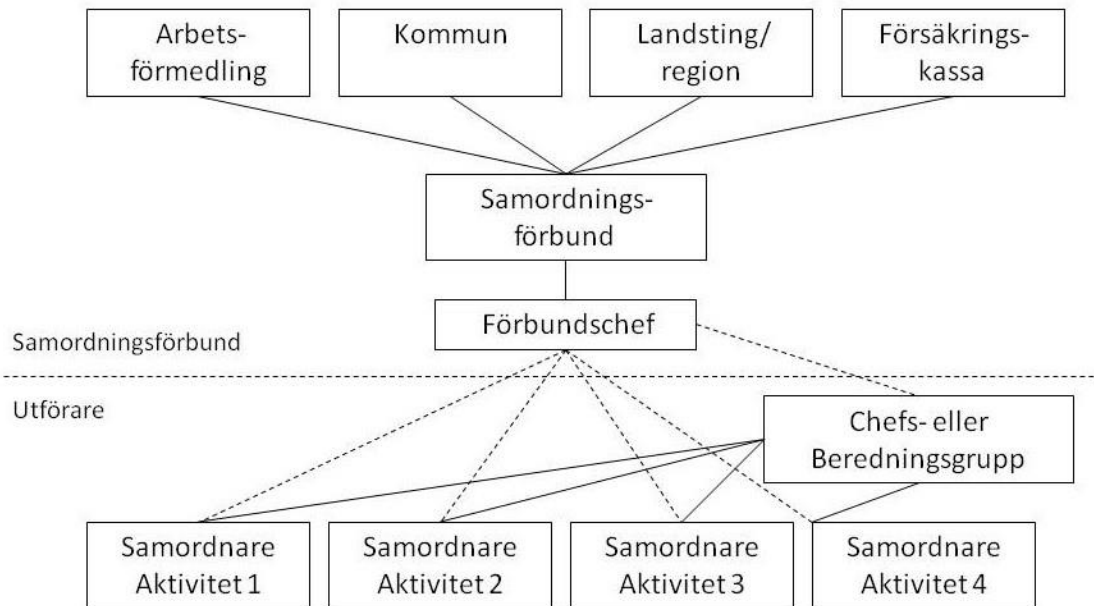 Arbets-
förmedling
Kommun
Landsting/
region
Försäkrings-
kassa
Samordnings-
förbund
Förbundschef
Samordningsförbund
Utförare
Chefs- eller
Beredningsgrupp
Samordnare
Aktivitet 1
Samordnare
Aktivitet 2
Samordnare
Aktivitet 3
Samordnare
Aktivitet 4